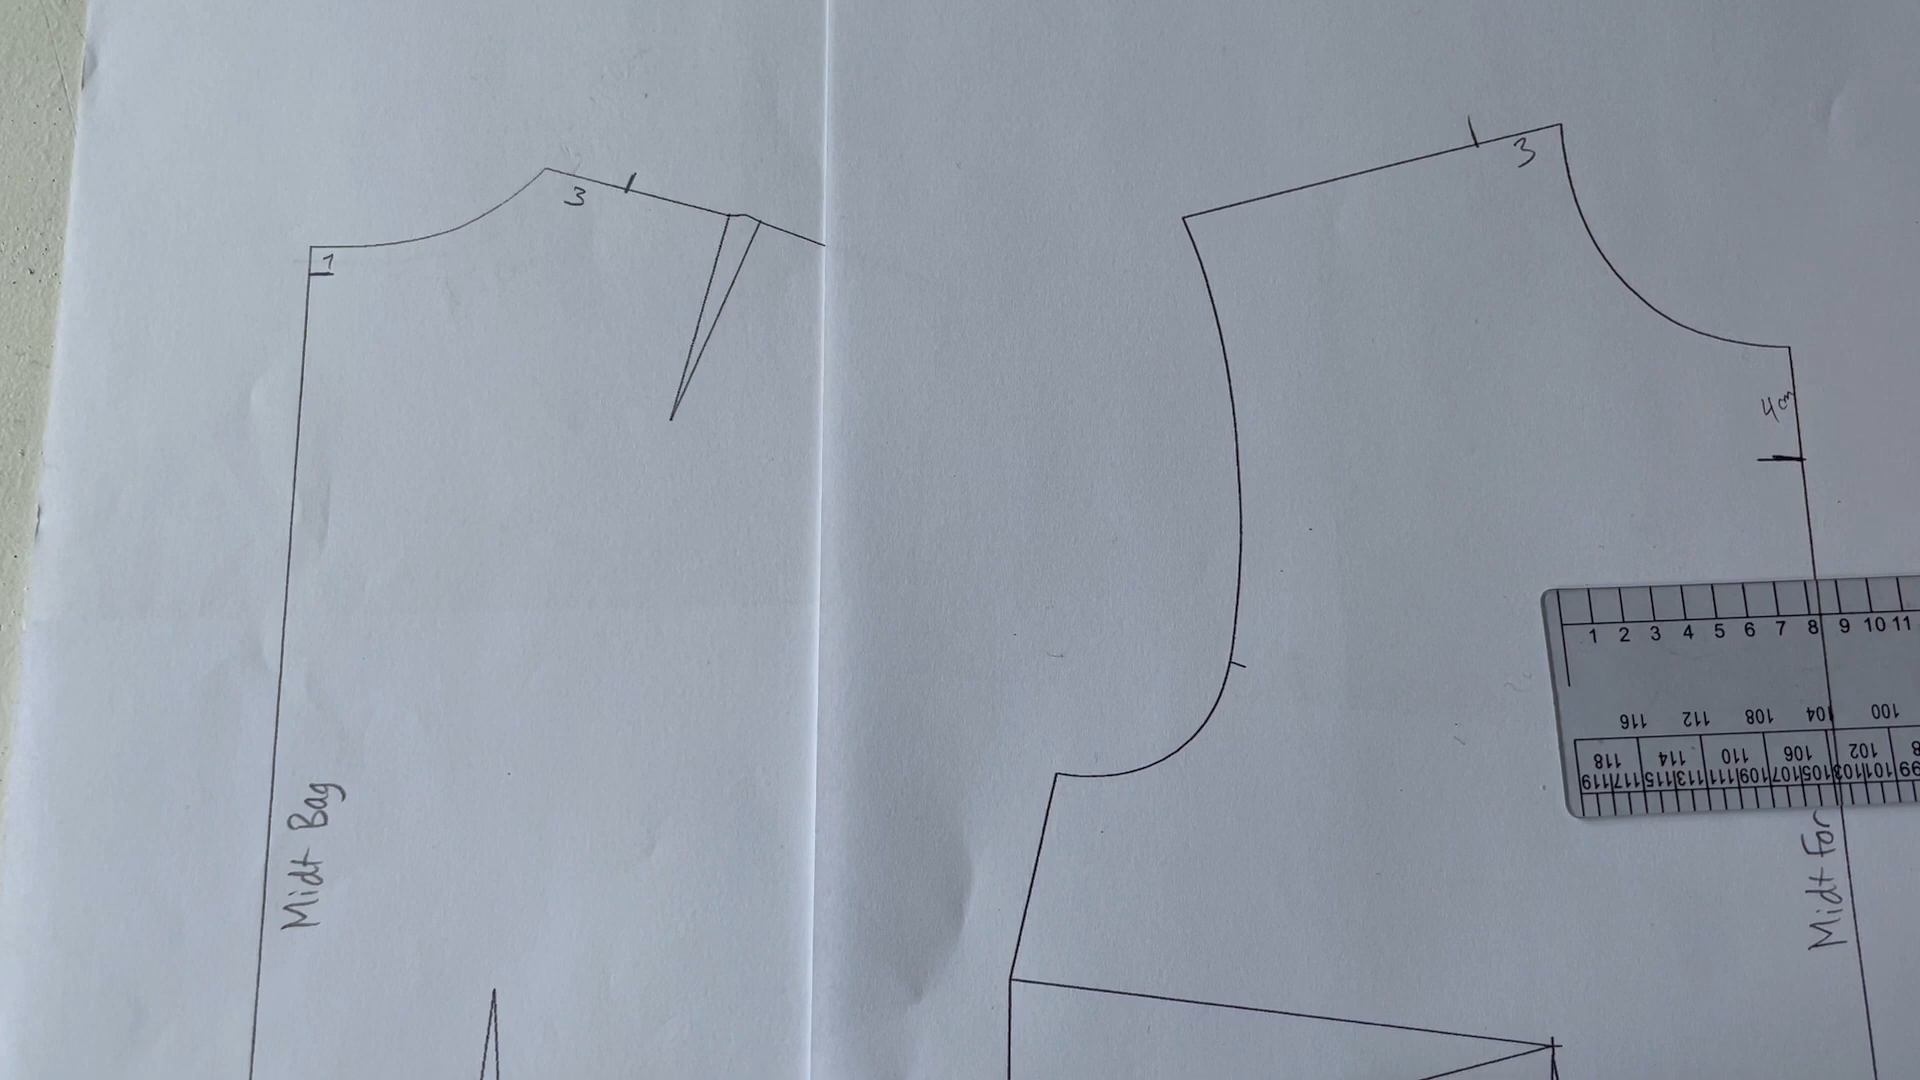 3
1
3
4cm
Midt Bag
1 2 3 4 5 6 7 8 9 10 11
116 112 108 104 100
118 114 110 106 102
119 117 115 113 111 109 107 105 103 101 99
Midt For